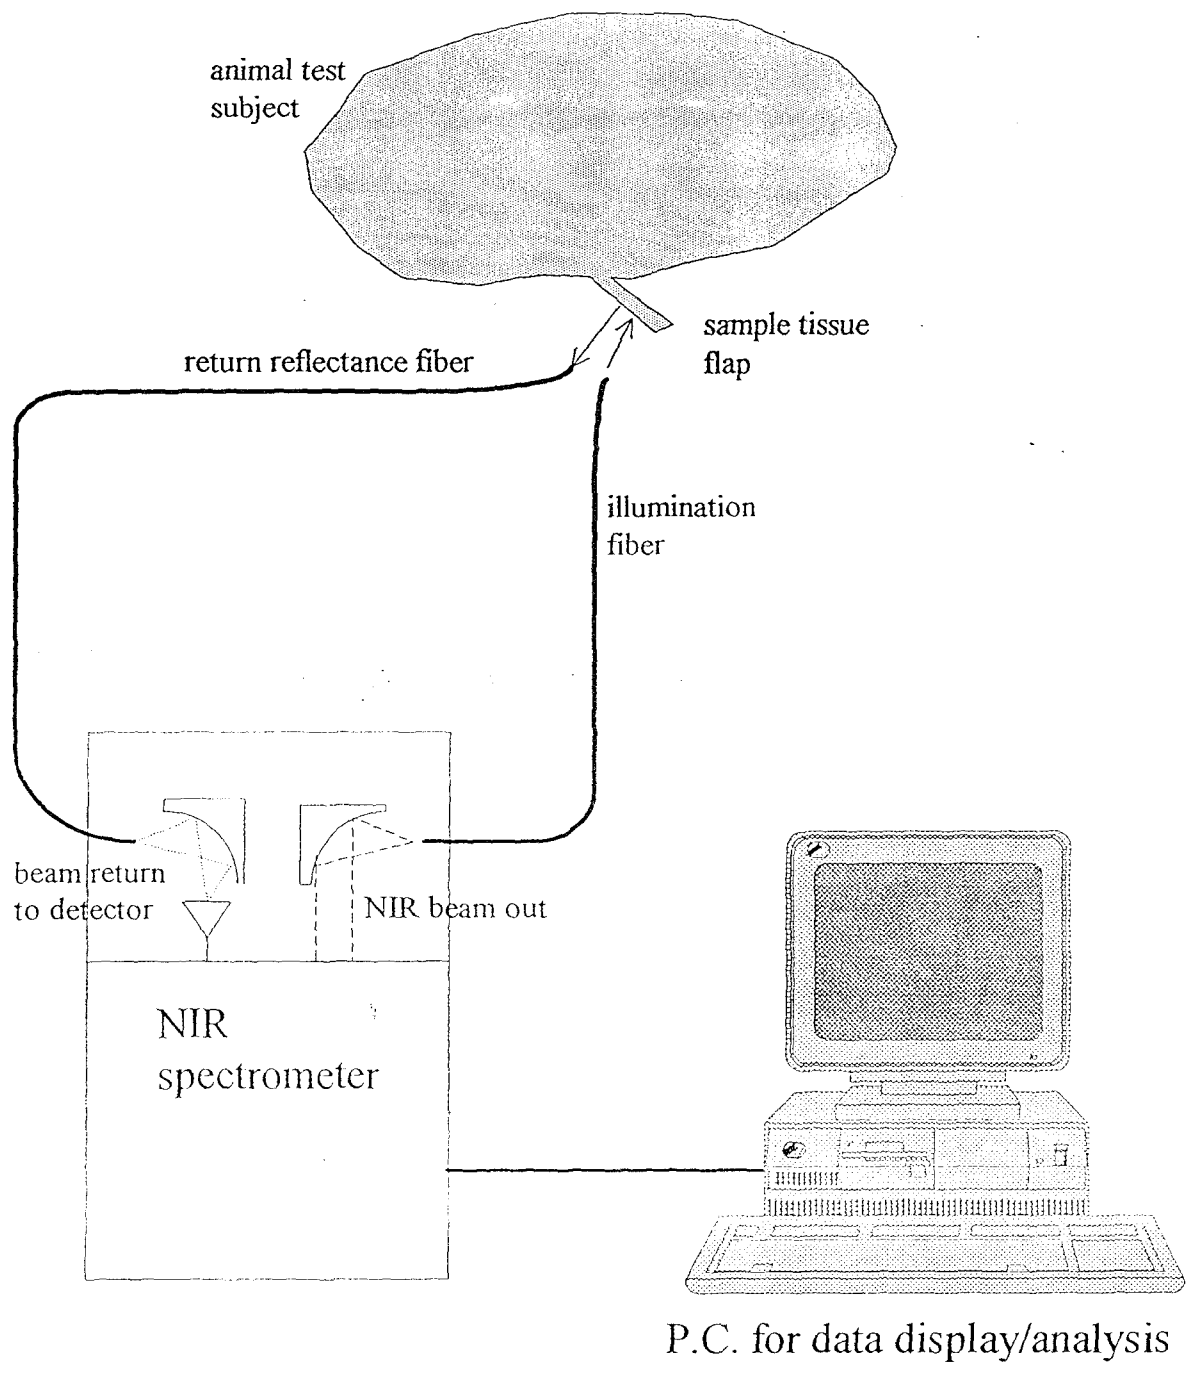 animal test
subject
sample tissue
flap
return reflectance fiber
illumination
fiber
beam return
to detector
NIR beam out
NIR
spectrometer
P.C. for data display/analysis